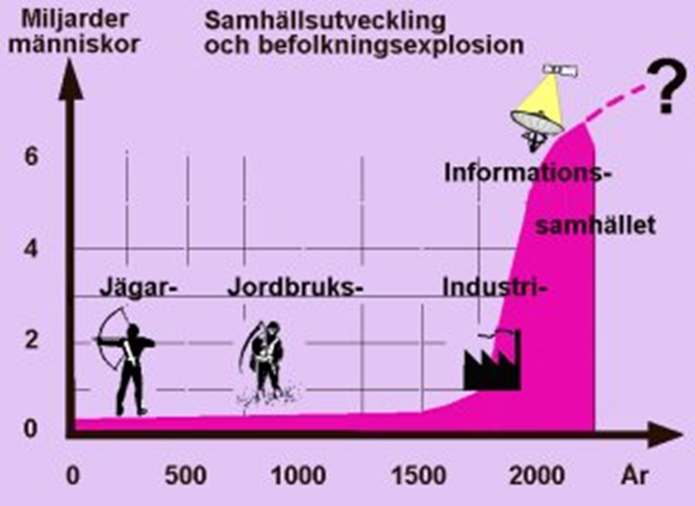 Miljarder
människor
Samhällsutveckling
och befolkningsexplosion
?
6
Informations-
samhället
4
Jägar-
Jordbruks-
Industri-
2
0
0 500 1000 1500 2000 Ar